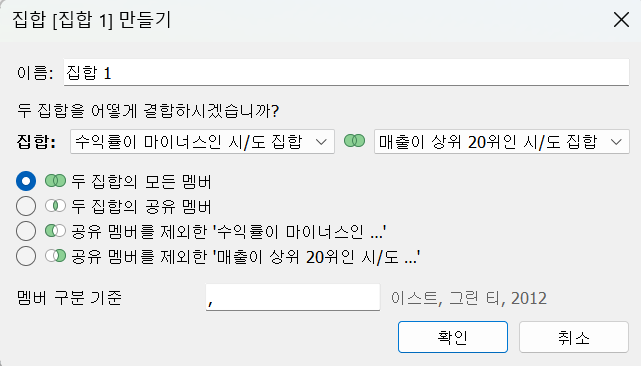 집합 [집합 1] 만들기
이름: 집합 1
두 집합을 어떻게 결합하시겠습니까?
집합: 수익률이 마이너스인 시/도 집합 매출이 상위 20위인 시/도 집합
두 집합의 모든 멤버
두 집합의 공유 멤버
공유 멤버를 제외한 '수익률이 마이너스인 ...'
공유 멤버를 제외한 '매출이 상위 20위인 시/도 ...'
멤버 구분 기준 , 이스트, 그린 티, 2012
확인 취소